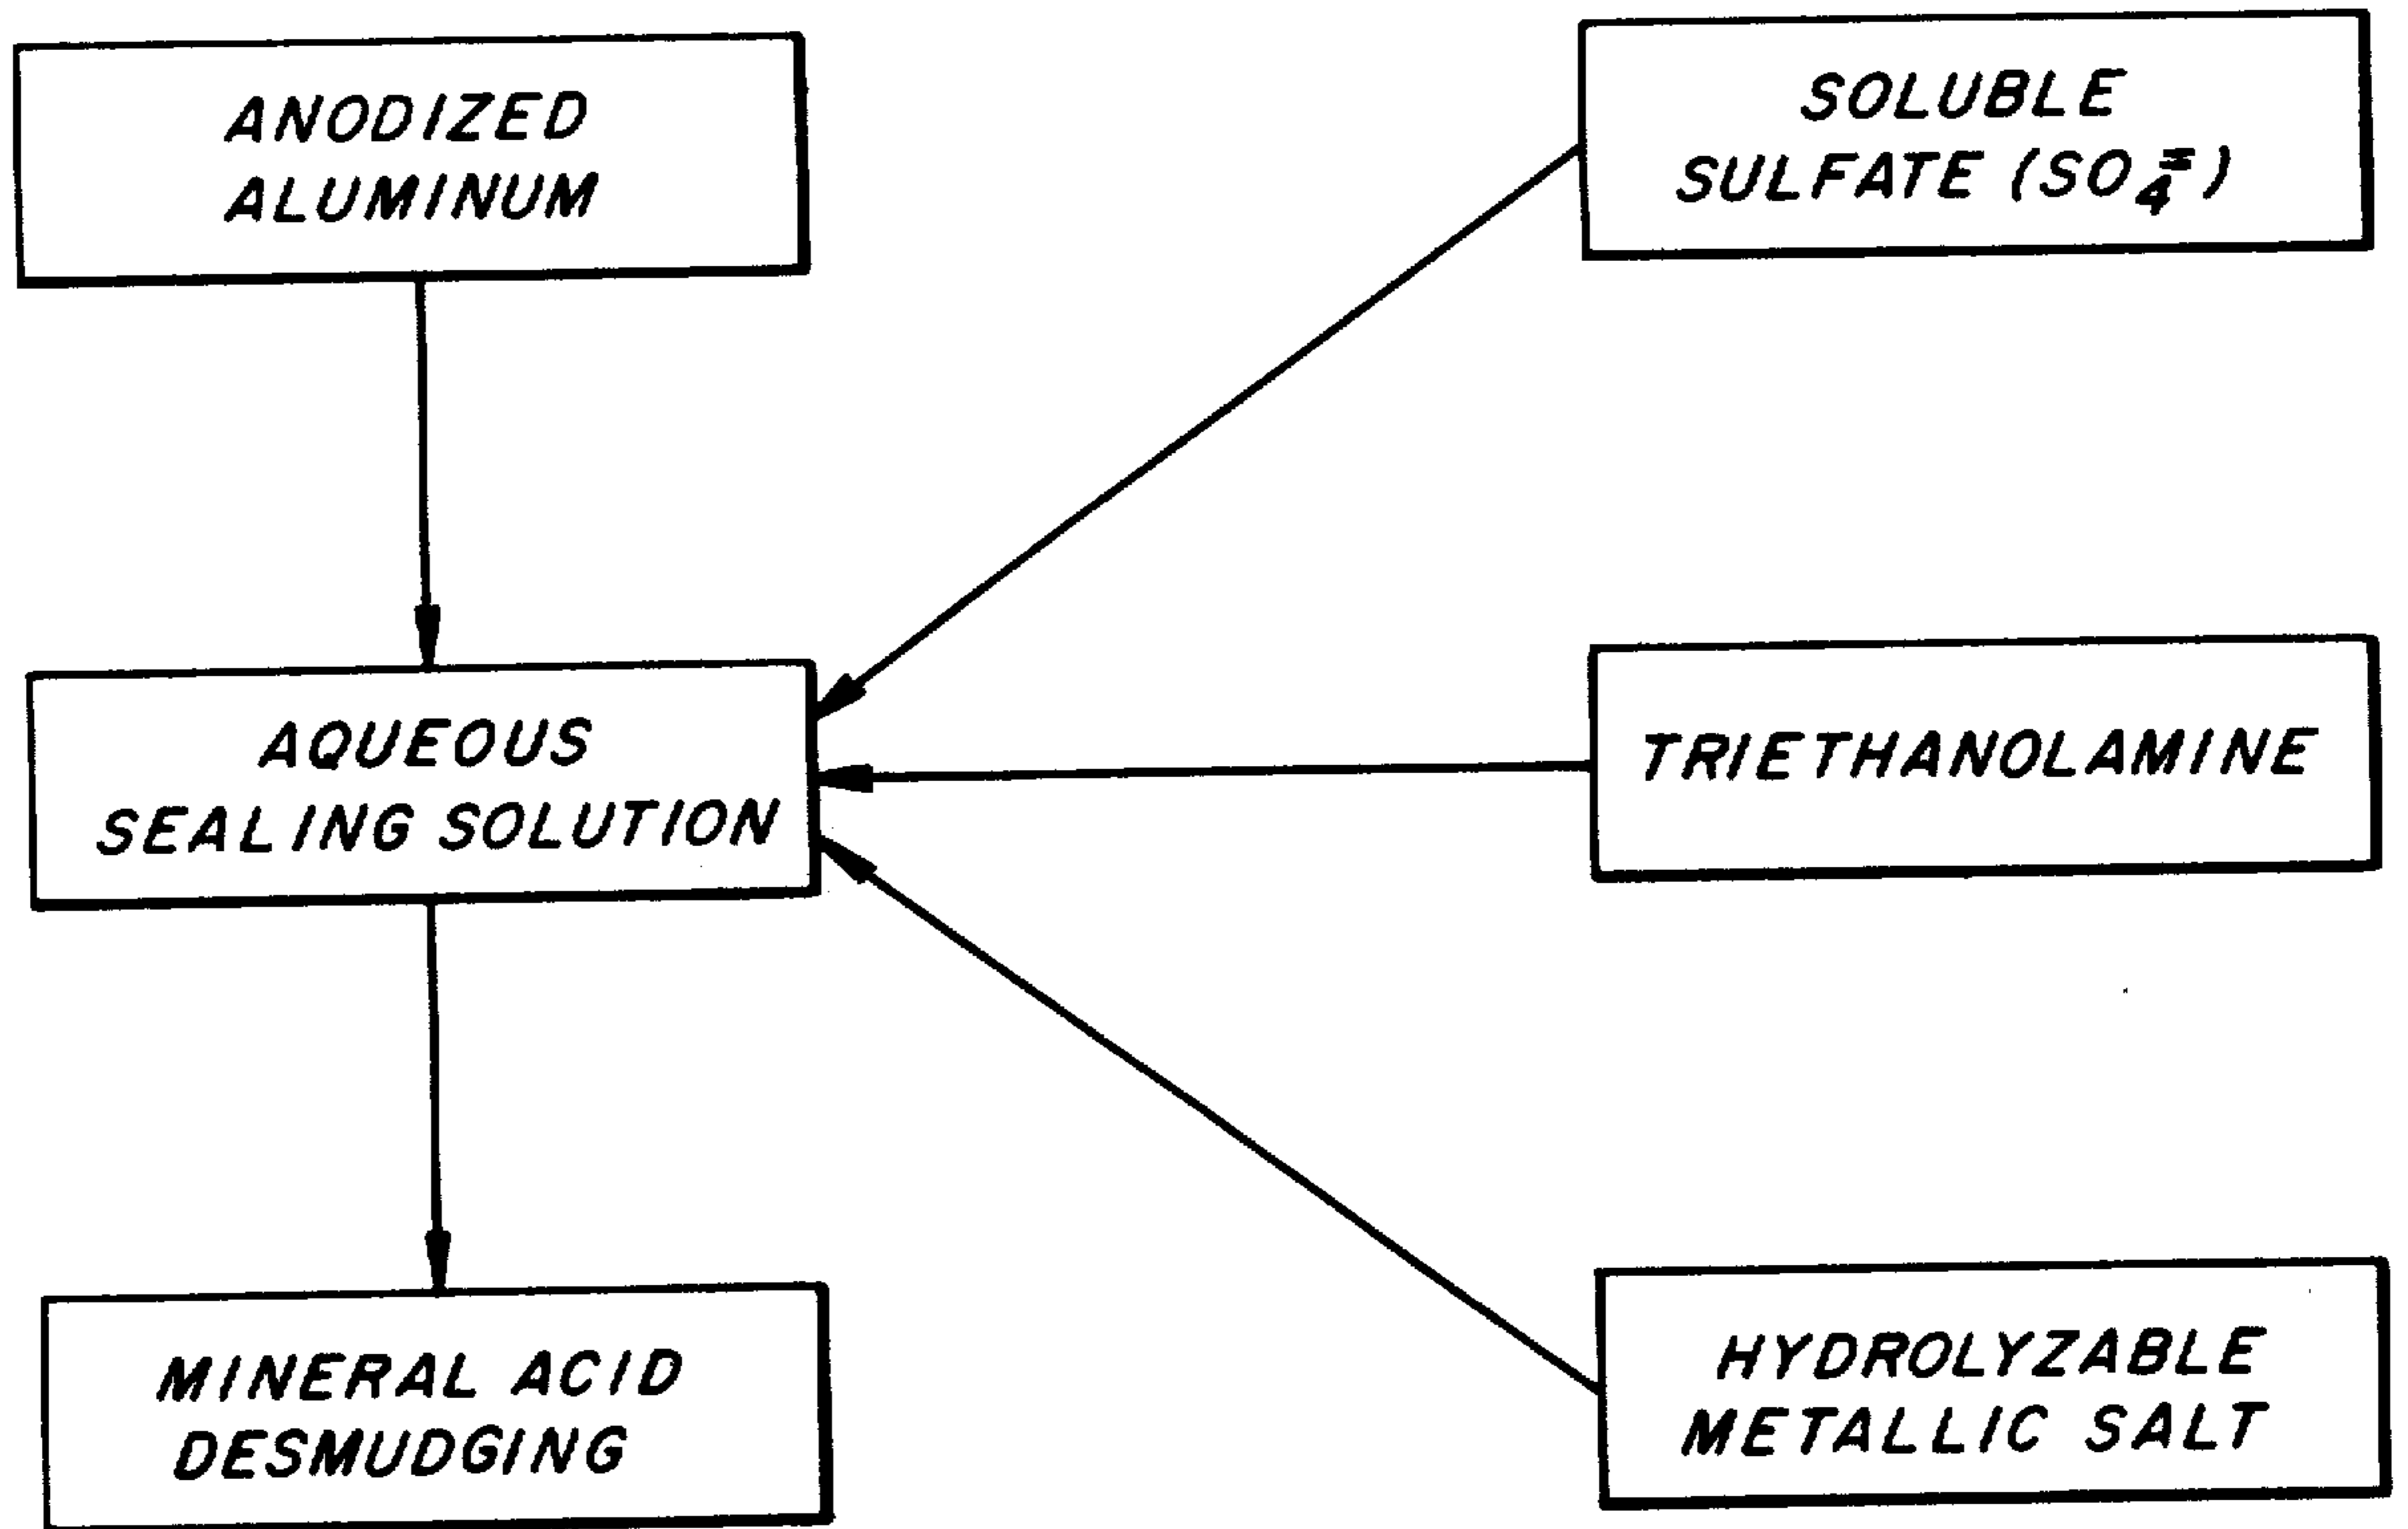 ANODIZED
ALUMINUM
SOLUBLE
SULFATE (SO₄⁼)
AQUEOUS
SEALING SOLUTION
TRIETHANOLAMINE
MINERAL ACID
DESMUDGING
HYDROLYZABLE
METALLIC SALT